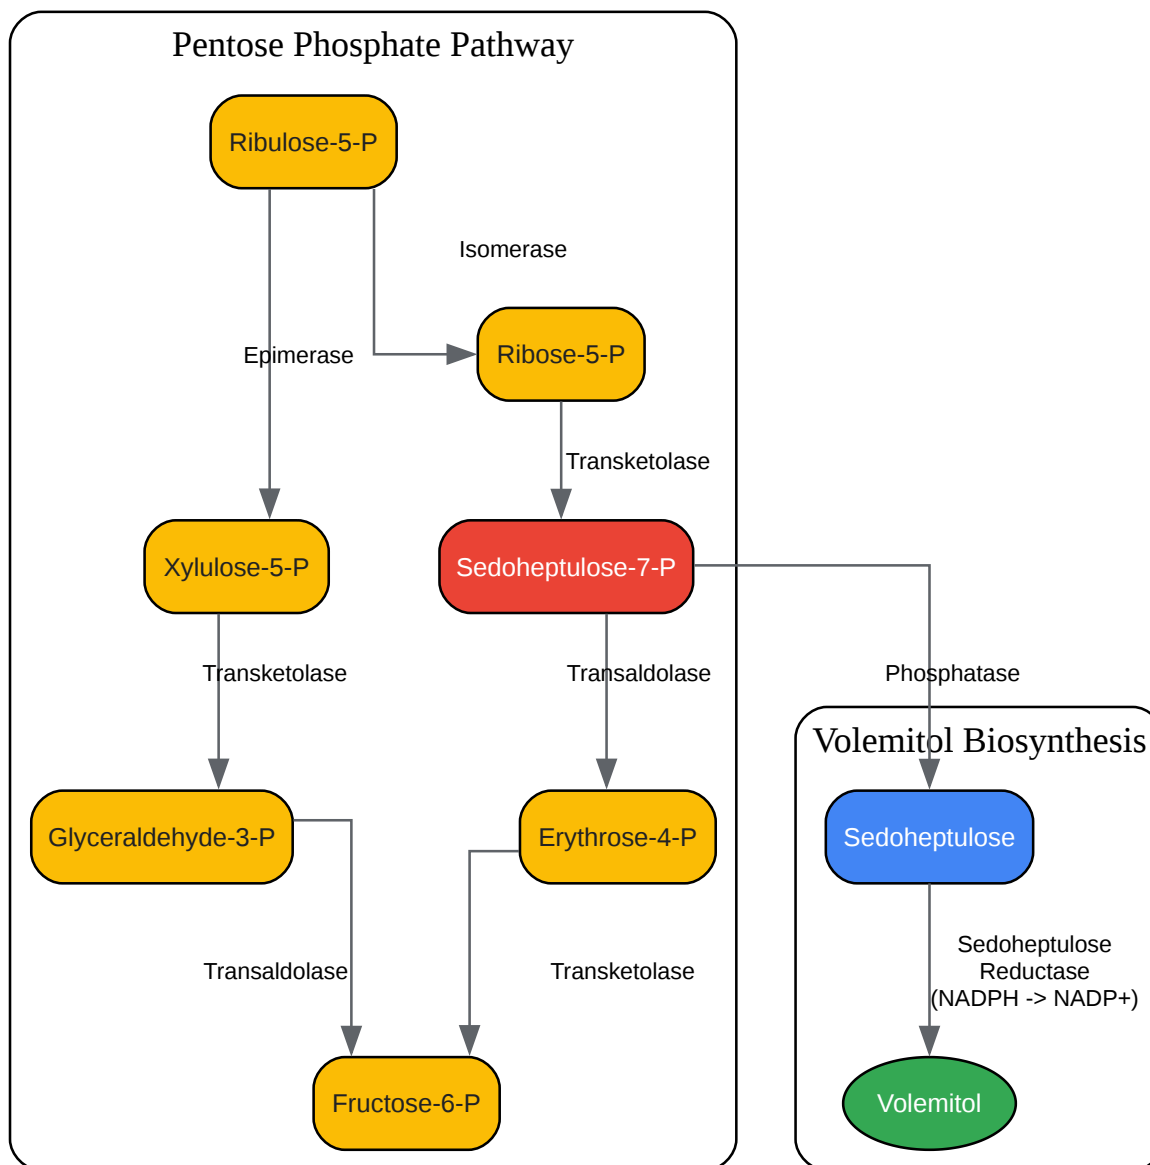 Pentose Phosphate Pathway
Ribulose-5-P
Isomerase
Epimerase
Ribose-5-P
Transketolase
Xylulose-5-P
Sedoheptulose-7-P
Transketolase
Transaldolase
Phosphatase
Volemitol Biosynthesis
Glyceraldehyde-3-P
Erythrose-4-P
Sedoheptulose
Transaldolase
Transketolase
Sedoheptulose
Reductase
(NADPH -> NADP+)
Fructose-6-P
Volemitol